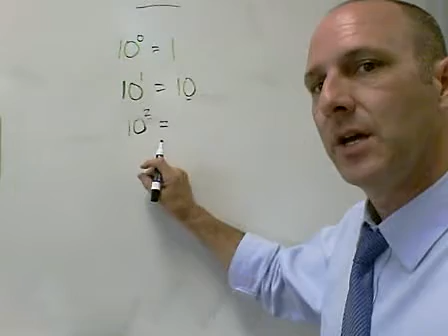 10⁰ = 1
10¹ = 10
10² =